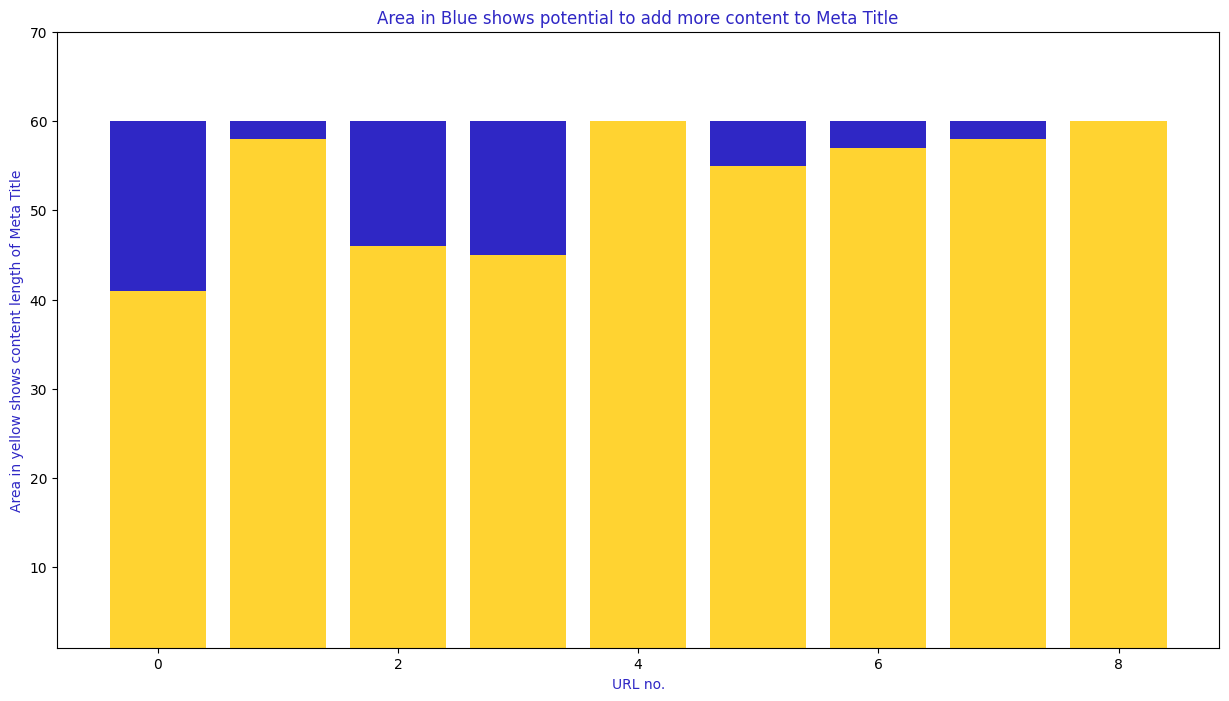 Area in Blue shows potential to add more content to Meta Title
Area in yellow shows content length of Meta Title
70
60
50
40
30
20
10
0 2 4 6 8
URL no.